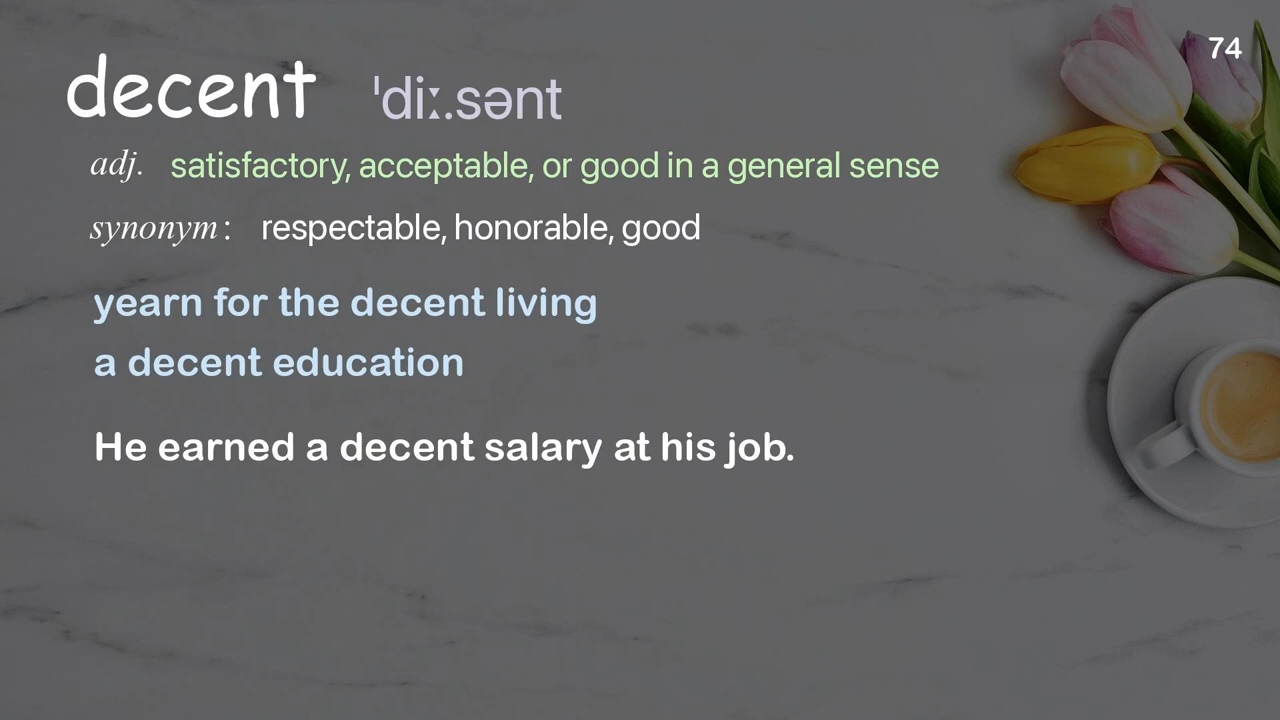 74
decent ˈdiː.sənt
adj. satisfactory, acceptable, or good in a general sense
synonym: respectable, honorable, good
yearn for the decent living
a decent education
He earned a decent salary at his job.